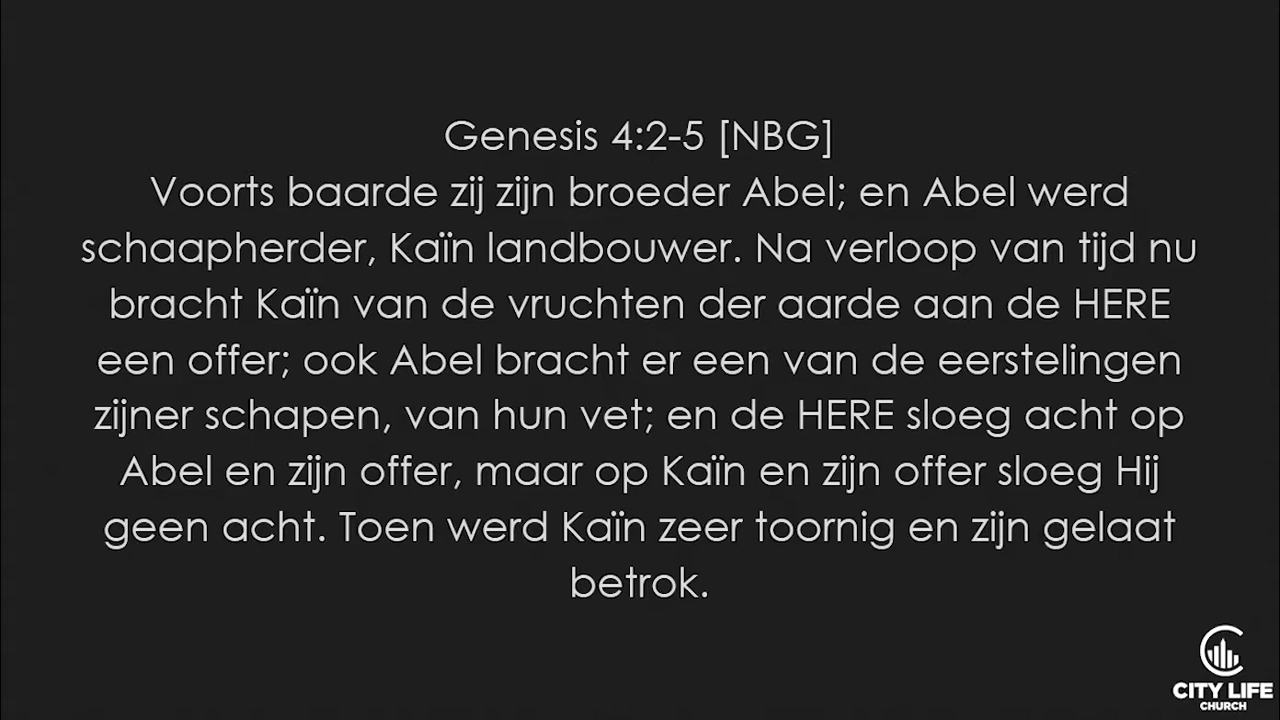 Genesis 4:2-5 [NBG]
Voorts baarde zij zijn broeder Abel; en Abel werd
schaapherder, Kaïn landbouwer. Na verloop van tijd nu
bracht Kaïn van de vruchten der aarde aan de HERE
een offer; ook Abel bracht er een van de eerstelingen
zijner schapen, van hun vet; en de HERE sloeg acht op
Abel en zijn offer, maar op Kaïn en zijn offer sloeg Hij
geen acht. Toen werd Kaïn zeer toornig en zijn gelaat
betrok.
CITY LIFE
CHURCH